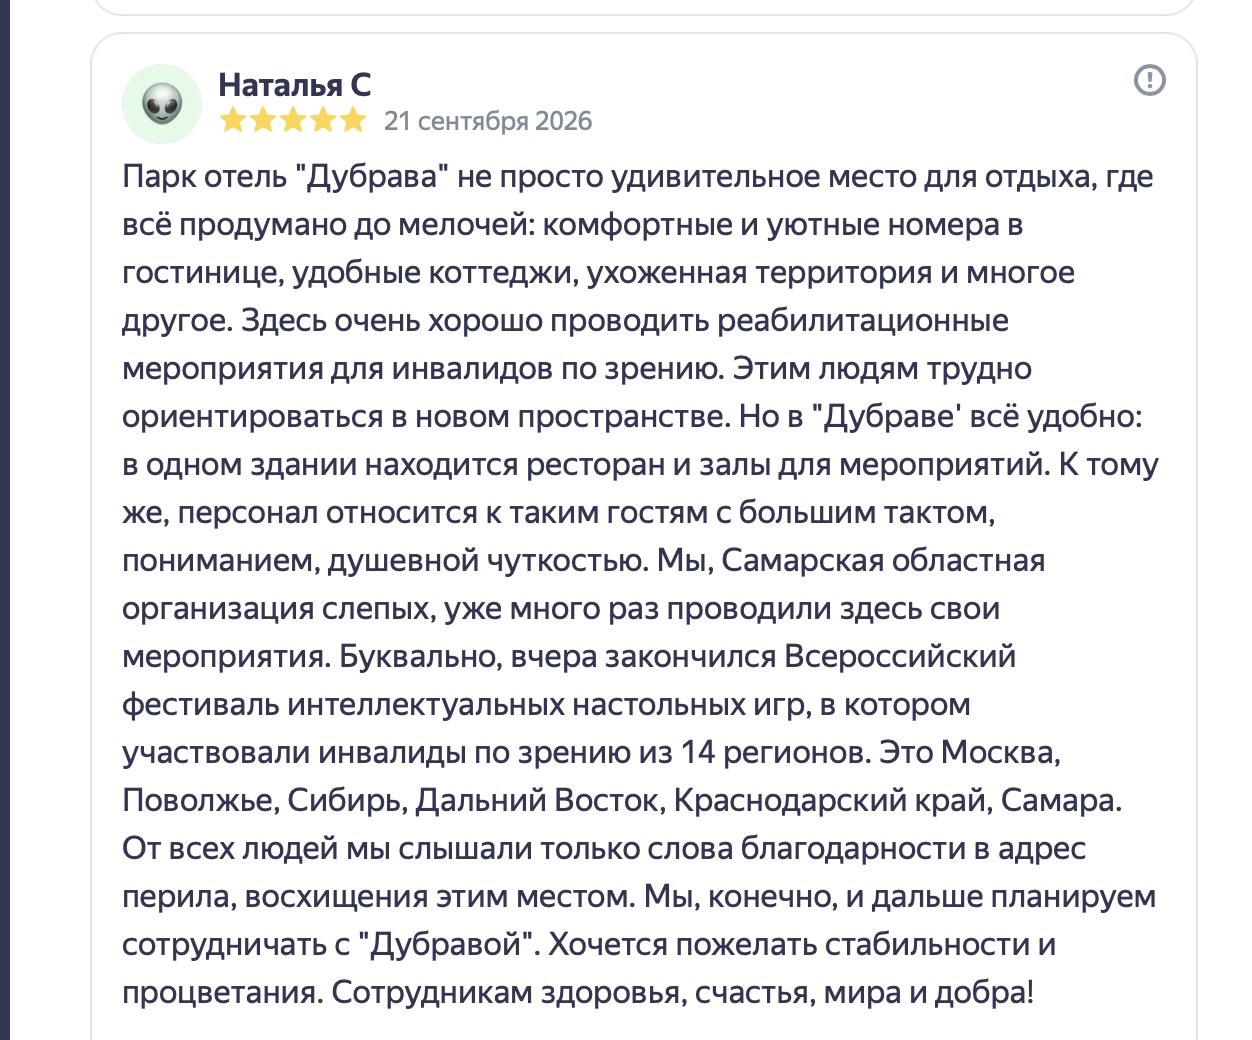 Наталья С
21 сентября 2026
Парк отель "Дубрава" не просто удивительное место для отдыха, где
всё продумано до мелочей: комфортные и уютные номера в
гостинице, удобные коттеджи, ухоженная территория и многое
другое. Здесь очень хорошо проводить реабилитационные
мероприятия для инвалидов по зрению. Этим людям трудно
ориентироваться в новом пространстве. Но в "Дубраве' всё удобно:
в одном здании находится ресторан и залы для мероприятий. К тому
же, персонал относится к таким гостям с большим тактом,
пониманием, душевной чуткостью. Мы, Самарская областная
организация слепых, уже много раз проводили здесь свои
мероприятия. Буквально, вчера закончился Всероссийский
фестиваль интеллектуальных настольных игр, в котором
участвовали инвалиды по зрению из 14 регионов. Это Москва,
Поволжье, Сибирь, Дальний Восток, Краснодарский край, Самара.
От всех людей мы слышали только слова благодарности в адрес
перила, восхищения этим местом. Мы, конечно, и дальше планируем
сотрудничать с "Дубравой". Хочется пожелать стабильности и
процветания. Сотрудникам здоровья, счастья, мира и добра!